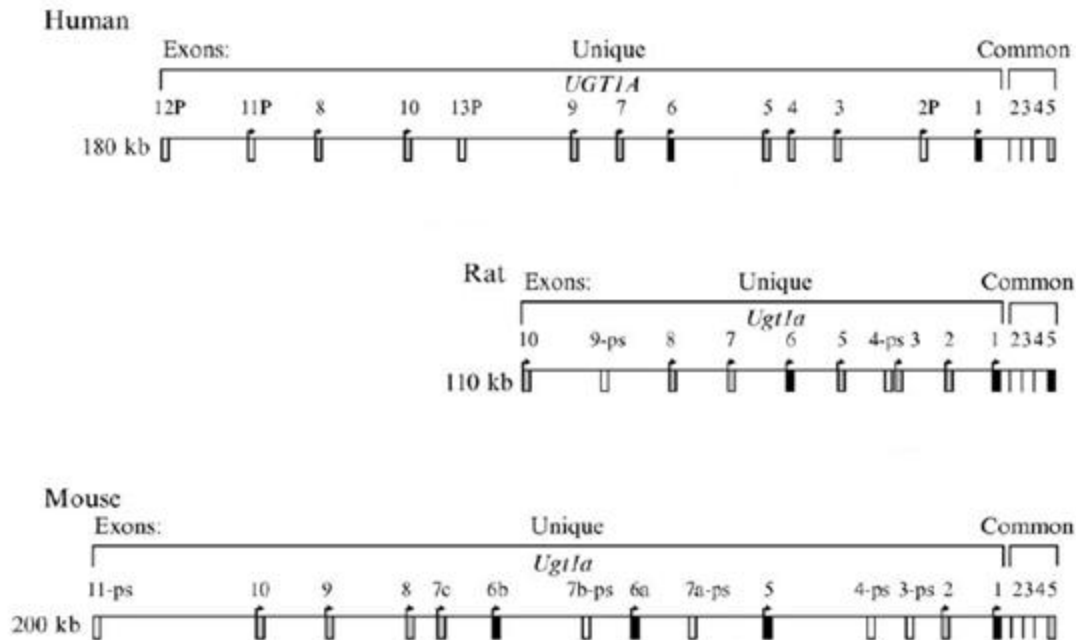 Human
Exons: Unique Common
UGT1A
12P 11P 8 10 13P 9 7 6 5 4 3 2P 1 2345
180 kb
Rat Exons: Unique Common
Ugt1a
10 9-ps 8 7 6 5 4-ps 3 2 1 2345
110 kb
Mouse
Exons: Unique Common
Ugt1a
11-ps 10 9 8 7c 6b 7b-ps 6a 7a-ps 5 4-ps 3-ps 2 1 2345
200 kb